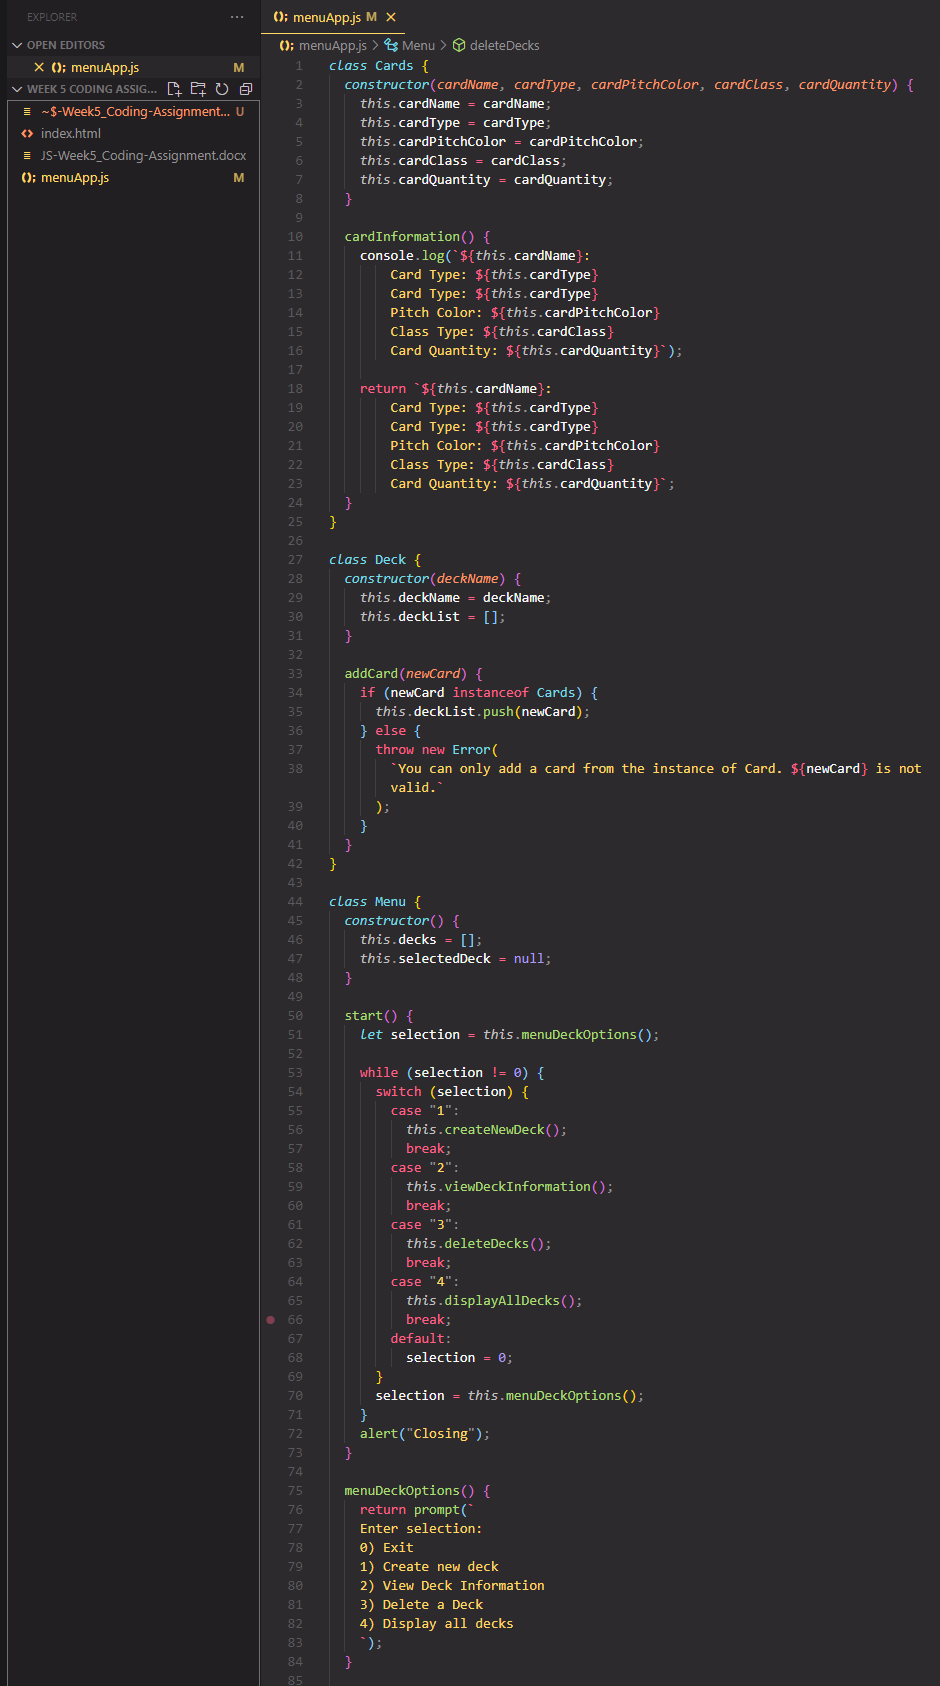 EXPLORER ...
OPEN EDITORS
menuApp.js M
WEEK 5 CODING ASSIG...
~$-Week5_Coding-Assignment... U
index.html
JS-Week5_Coding-Assignment.docx
menuApp.js M
menuApp.js M
menuApp.js > Menu > deleteDecks
1 class Cards {
2 constructor(cardName, cardType, cardPitchColor, cardClass, cardQuantity) {
3 this.cardName = cardName;
4 this.cardType = cardType;
5 this.cardPitchColor = cardPitchColor;
6 this.cardClass = cardClass;
7 this.cardQuantity = cardQuantity;
8 }
9
10 cardInformation() {
11 console.log(`${this.cardName}:
12 Card Type: ${this.cardType}
13 Card Type: ${this.cardType}
14 Pitch Color: ${this.cardPitchColor}
15 Class Type: ${this.cardClass}
16 Card Quantity: ${this.cardQuantity}`);
17
18 return `${this.cardName}:
19 Card Type: ${this.cardType}
20 Card Type: ${this.cardType}
21 Pitch Color: ${this.cardPitchColor}
22 Class Type: ${this.cardClass}
23 Card Quantity: ${this.cardQuantity}`;
24 }
25 }
26
27 class Deck {
28 constructor(deckName) {
29 this.deckName = deckName;
30 this.deckList = [];
31 }
32
33 addCard(newCard) {
34 if (newCard instanceof Cards) {
35 this.deckList.push(newCard);
36 } else {
37 throw new Error(
38 `You can only add a card from the instance of Card. ${newCard} is not
valid.`
39 );
40 }
41 }
42 }
43
44 class Menu {
45 constructor() {
46 this.decks = [];
47 this.selectedDeck = null;
48 }
49
50 start() {
51 let selection = this.menuDeckOptions();
52
53 while (selection != 0) {
54 switch (selection) {
55 case "1":
56 this.createNewDeck();
57 break;
58 case "2":
59 this.viewDeckInformation();
60 break;
61 case "3":
62 this.deleteDecks();
63 break;
64 case "4":
65 this.displayAllDecks();
66 break;
67 default:
68 selection = 0;
69 }
70 selection = this.menuDeckOptions();
71 }
72 alert("Closing");
73 }
74
75 menuDeckOptions() {
76 return prompt(`
77 Enter selection:
78 0) Exit
79 1) Create new deck
80 2) View Deck Information
81 3) Delete a Deck
82 4) Display all decks
83 `);
84 }
85